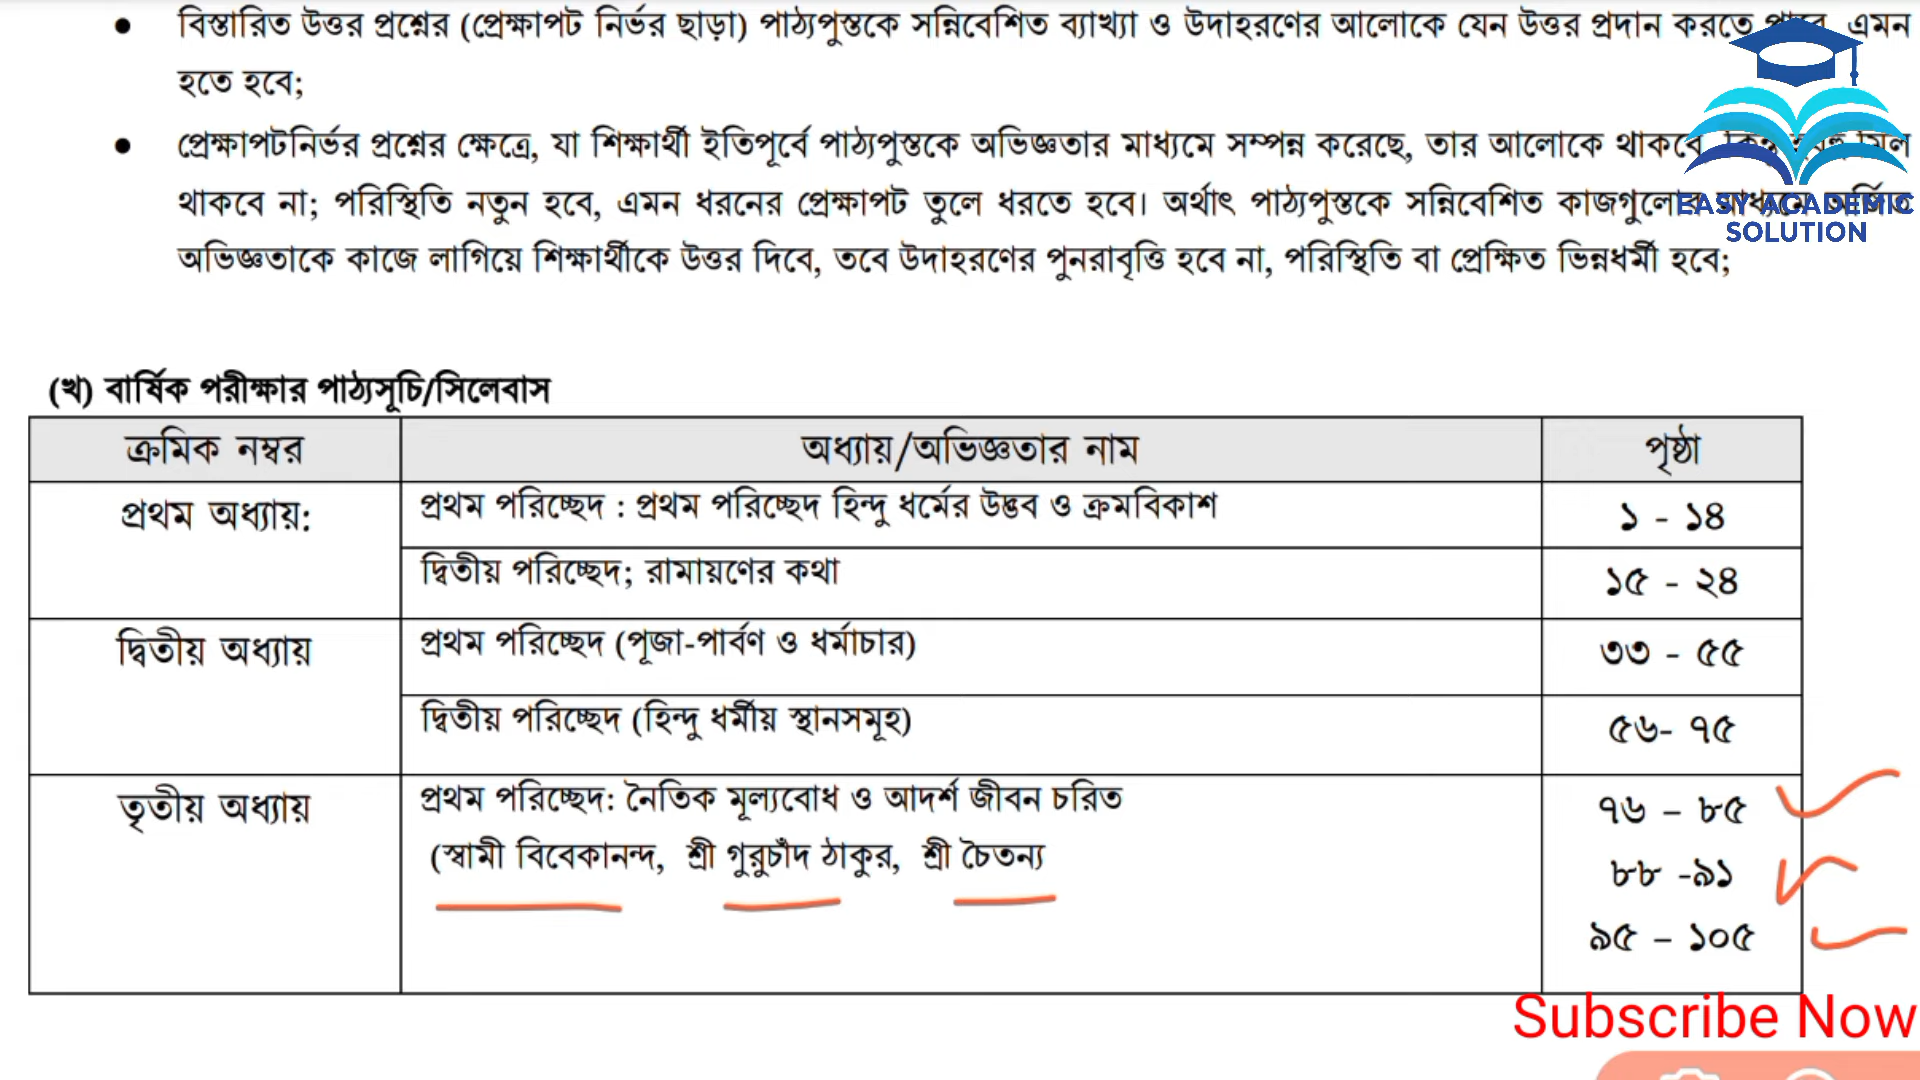 • বিস্তারিত উত্তর প্রশ্নের (প্রেক্ষাপট নির্ভর ছাড়া) পাঠ্যপুস্তকে সন্নিবেশিত ব্যাখ্যা ও উদাহরণের আলোকে যেন উত্তর প্রদান করতে পারে, এমন
হতে হবে;
• প্রেক্ষাপটনির্ভর প্রশ্নের ক্ষেত্রে, যা শিক্ষার্থী ইতিপূর্বে পাঠ্যপুস্তকে অভিজ্ঞতার মাধ্যমে সম্পন্ন করেছে, তার আলোকে থাকবে, কিন্তু মিল
থাকবে না; পরিস্থিতি নতুন হবে, এমন ধরনের প্রেক্ষাপট তুলে ধরতে হবে। অর্থাৎ পাঠ্যপুস্তকে সন্নিবেশিত কাজগুলোর মাধ্যমে অর্জিত
অভিজ্ঞতাকে কাজে লাগিয়ে শিক্ষার্থীকে উত্তর দিবে, তবে উদাহরণের পুনরাবৃত্তি হবে না, পরিস্থিতি বা প্রেক্ষিত ভিন্নধর্মী হবে;
EASY ACADEMIC
SOLUTION
(খ) বার্ষিক পরীক্ষার পাঠ্যসূচি/সিলেবাস
ক্রমিক নম্বর অধ্যায়/অভিজ্ঞতার নাম পৃষ্ঠা
প্রথম অধ্যায়: প্রথম পরিচ্ছেদ : প্রথম পরিচ্ছেদ হিন্দু ধর্মের উদ্ভব ও ক্রমবিকাশ ১ - ১৪
দ্বিতীয় পরিচ্ছেদ; রামায়ণের কথা ১৫ - ২৪
দ্বিতীয় অধ্যায় প্রথম পরিচ্ছেদ (পূজা-পার্বণ ও ধর্মাচার) ৩৩ - ৫৫
দ্বিতীয় পরিচ্ছেদ (হিন্দু ধর্মীয় স্থানসমূহ) ৫৬- ৭৫
তৃতীয় অধ্যায় প্রথম পরিচ্ছেদ: নৈতিক মূল্যবোধ ও আদর্শ জীবন চরিত ৭৬ – ৮৫
(স্বামী বিবেকানন্দ, শ্রী গুরুচাঁদ ঠাকুর, শ্রী চৈতন্য ৮৮ -৯১
৯৫ – ১০৫
Subscribe Now